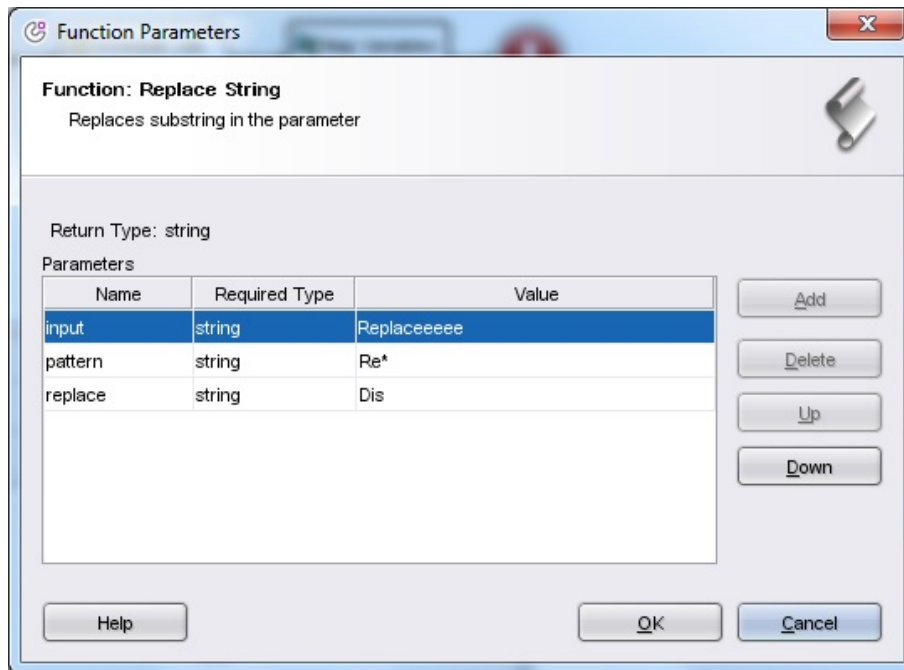 Function Parameters
Function: Replace String
Replaces substring in the parameter
Return Type: string
Parameters
Name Required Type Value
input string Replaceeeeee
pattern string Re*
replace string Dis
Add
Delete
Up
Down
Help OK Cancel